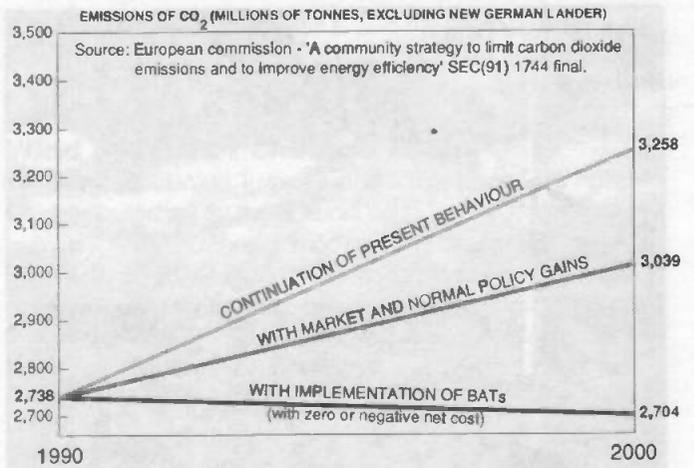 EMISSIONS OF CO2 (MILLIONS OF TONNES, EXCLUDING NEW GERMAN LANDER)
Source: European commission - 'A community strategy to limit carbon dioxide
emissions and to improve energy efficiency' SEC(91) 1744 final.
3,500
3,400
3,300
3,200
3,100
3,000
2,900
2,800
2,738
2,700
CONTINUATION OF PRESENT BEHAVIOUR
3,258
WITH MARKET AND NORMAL POLICY GAINS
3,039
WITH IMPLEMENTATION OF BATs
(with zero or negative net cost)
2,704
1990
2000